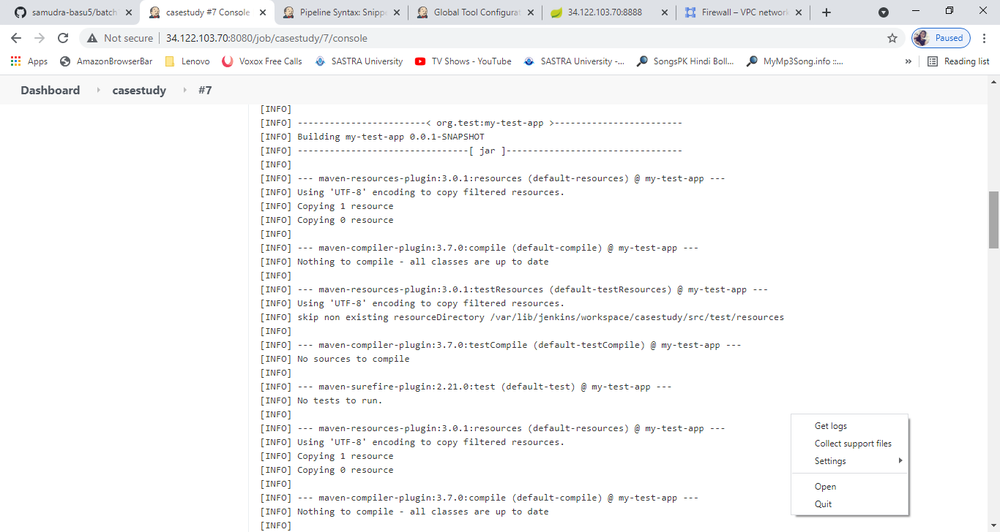 samudra-basu5/batch
casestudy #7 Console
Pipeline Syntax: Snippe
Global Tool Configurat
34.122.103.70:8888
Firewall – VPC network
Not secure
34.122.103.70:8080/job/casestudy/7/console
Paused
Apps
AmazonBrowserBar
Lenovo
Voxox Free Calls
SASTRA University
TV Shows - YouTube
SASTRA University -...
SongsPK Hindi Boll...
MyMp3Song.info ::...
»
Reading list
Dashboard
casestudy
#7
[INFO]
[INFO] ------------------------< org.test:my-test-app >------------------------
[INFO] Building my-test-app 0.0.1-SNAPSHOT
[INFO] --------------------------------[ jar ]---------------------------------
[INFO]
[INFO] --- maven-resources-plugin:3.0.1:resources (default-resources) @ my-test-app ---
[INFO] Using 'UTF-8' encoding to copy filtered resources.
[INFO] Copying 1 resource
[INFO] Copying 0 resource
[INFO]
[INFO] --- maven-compiler-plugin:3.7.0:compile (default-compile) @ my-test-app ---
[INFO] Nothing to compile - all classes are up to date
[INFO]
[INFO] --- maven-resources-plugin:3.0.1:testResources (default-testResources) @ my-test-app ---
[INFO] Using 'UTF-8' encoding to copy filtered resources.
[INFO] skip non existing resourceDirectory /var/lib/jenkins/workspace/casestudy/src/test/resources
[INFO]
[INFO] --- maven-compiler-plugin:3.7.0:testCompile (default-testCompile) @ my-test-app ---
[INFO] No sources to compile
[INFO]
[INFO] --- maven-surefire-plugin:2.21.0:test (default-test) @ my-test-app ---
[INFO] No tests to run.
[INFO]
[INFO] --- maven-resources-plugin:3.0.1:resources (default-resources) @ my-test-app ---
[INFO] Using 'UTF-8' encoding to copy filtered resources.
[INFO] Copying 1 resource
[INFO] Copying 0 resource
[INFO]
[INFO] --- maven-compiler-plugin:3.7.0:compile (default-compile) @ my-test-app ---
[INFO] Nothing to compile - all classes are up to date
[INFO]
Get logs
Collect support files
Settings
Open
Quit